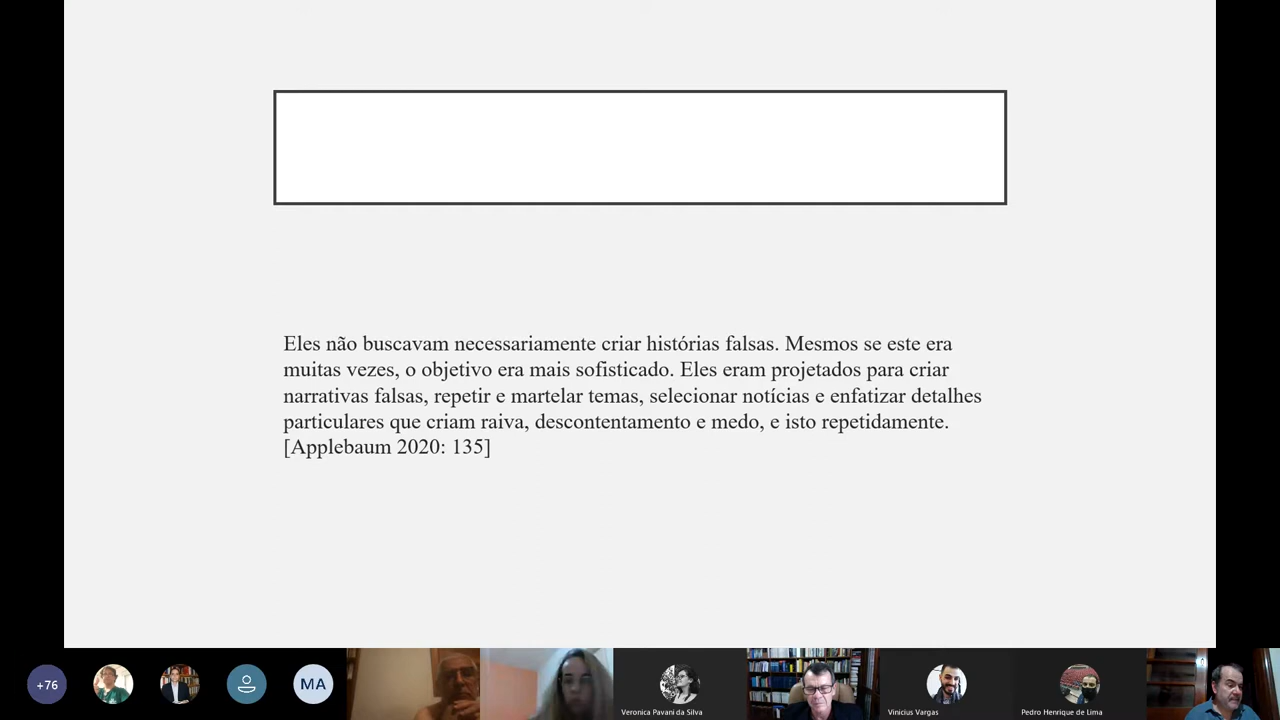 Eles não buscavam necessariamente criar histórias falsas. Mesmos se este era
muitas vezes, o objetivo era mais sofisticado. Eles eram projetados para criar
narrativas falsas, repetir e martelar temas, selecionar notícias e enfatizar detalhes
particulares que criam raiva, descontentamento e medo, e isto repetidamente.
[Applebaum 2020: 135]
+76
MA
Veronica Pavani da Silva
Vinicius Vargas
Pedro Henrique de Lima